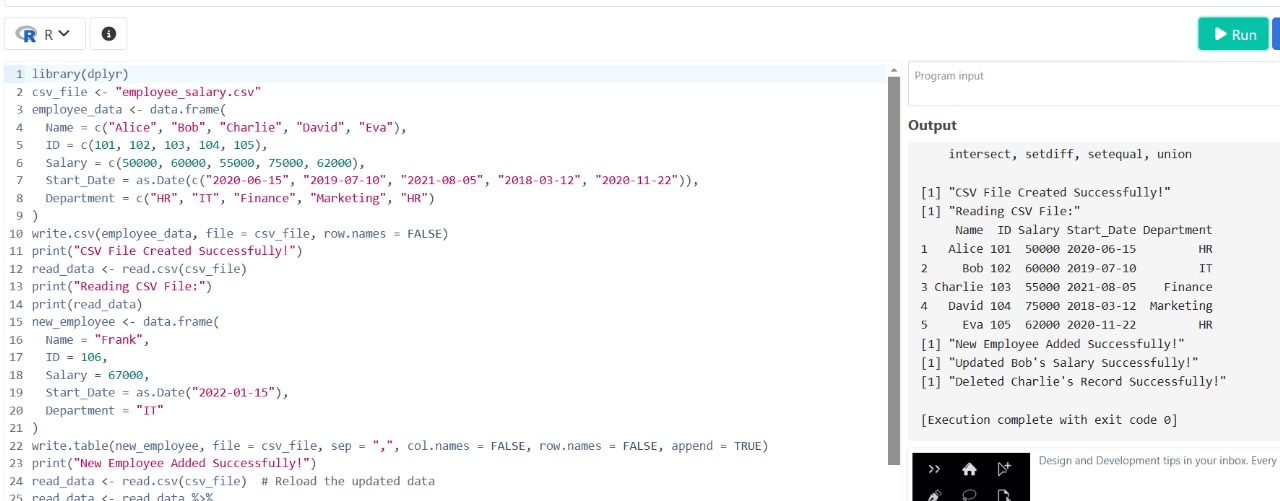 R
Run
1 library(dplyr)
2 csv_file <- "employee_salary.csv"
3 employee_data <- data.frame(
4   Name = c("Alice", "Bob", "Charlie", "David", "Eva"),
5   ID = c(101, 102, 103, 104, 105),
6   Salary = c(50000, 60000, 55000, 75000, 62000),
7   Start_Date = as.Date(c("2020-06-15", "2019-07-10", "2021-08-05", "2018-03-12", "2020-11-22")),
8   Department = c("HR", "IT", "Finance", "Marketing", "HR")
9 )
10 write.csv(employee_data, file = csv_file, row.names = FALSE)
11 print("CSV File Created Successfully!")
12 read_data <- read.csv(csv_file)
13 print("Reading CSV File:")
14 print(read_data)
15 new_employee <- data.frame(
16   Name = "Frank",
17   ID = 106,
18   Salary = 67000,
19   Start_Date = as.Date("2022-01-15"),
20   Department = "IT"
21 )
22 write.table(new_employee, file = csv_file, sep = ",", col.names = FALSE, row.names = FALSE, append = TRUE)
23 print("New Employee Added Successfully!")
24 read_data <- read.csv(csv_file)  # Reload the updated data
25 read_data <- read_data %>%
Program input
Output
intersect, setdiff, setequal, union
[1] "CSV File Created Successfully!"
[1] "Reading CSV File:"
Name  ID Salary Start_Date Department
1   Alice 101  50000 2020-06-15         HR
2     Bob 102  60000 2019-07-10         IT
3 Charlie 103  55000 2021-08-05    Finance
4   David 104  75000 2018-03-12  Marketing
5     Eva 105  62000 2020-11-22         HR
[1] "New Employee Added Successfully!"
[1] "Updated Bob's Salary Successfully!"
[1] "Deleted Charlie's Record Successfully!"
[Execution complete with exit code 0]
Design and Development tips in your inbox. Every